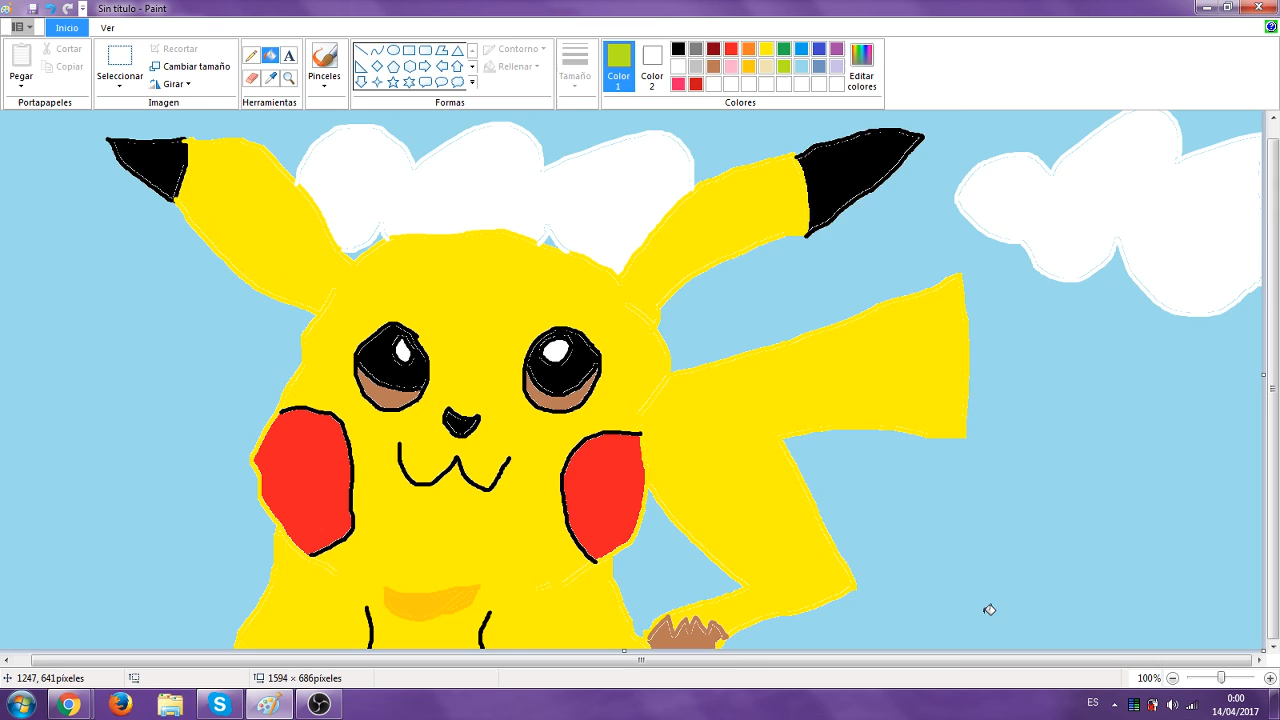 Sin título - Paint
Inicio Ver
Pegar
Cortar
Copiar
Portapapeles
Seleccionar
Recortar
Cambiar tamaño
Girar
Imagen
A
Herramientas
Pinceles
Contorno
Rellenar
Formas
Tamaño
Color 1
Color 2
Colores
Editar colores
1247, 641píxeles
1594 × 686píxeles
100%
S
ES
0:00
14/04/2017